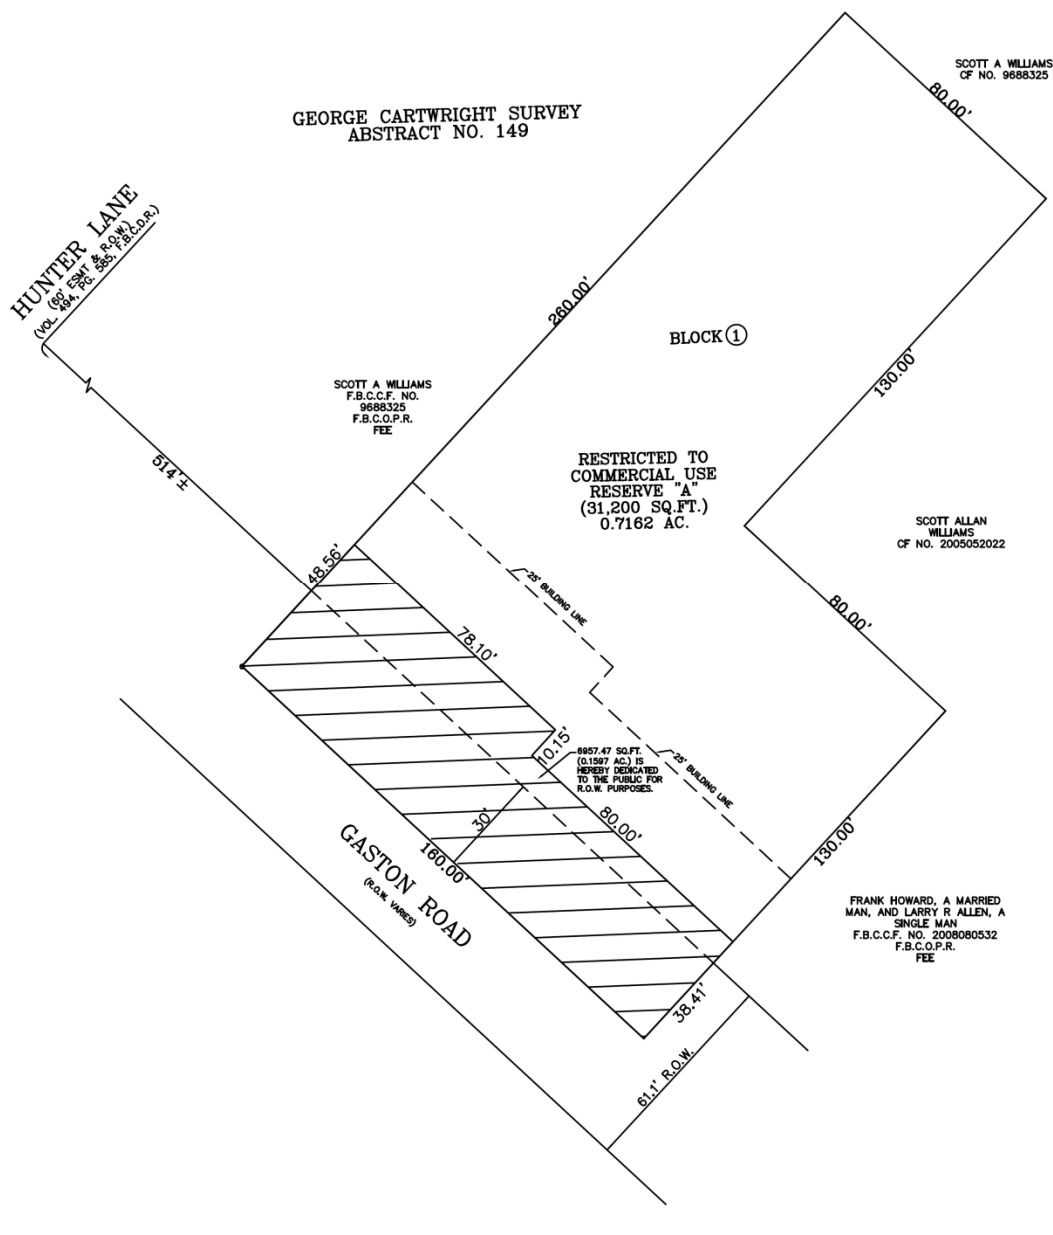 SCOTT A WILLIAMS
CF NO. 9688325
80.00'
GEORGE CARTWRIGHT SURVEY
ABSTRACT NO. 149
HUNTER LANE
(60' ESMT & R.O.W.)
(VOL. 494, PG. 585, F.B.C.D.R.)
260.00'
BLOCK 1
130.00'
SCOTT A WILLIAMS
F.B.C.C.F. NO.
9688325
F.B.C.O.P.R.
FEE
514'±
RESTRICTED TO
COMMERCIAL USE
RESERVE "A"
(31,200 SQ.FT.)
0.7162 AC.
SCOTT ALLAN
WILLIAMS
CF NO. 2005052022
48.56'
25' BUILDING LINE
80.00'
78.10'
10.15'
6957.47 SQ.FT.
(0.1597 AC.) IS
HEREBY DEDICATED
TO THE PUBLIC FOR
R.O.W. PURPOSES.
25' BUILDING LINE
30'
80.00'
130.00'
160.00'
GASTON ROAD
(R.O.W. VARIES)
FRANK HOWARD, A MARRIED
MAN, AND LARRY R ALLEN, A
SINGLE MAN
F.B.C.C.F. NO. 2008080532
F.B.C.O.P.R.
FEE
38.41'
61.1' R.O.W.